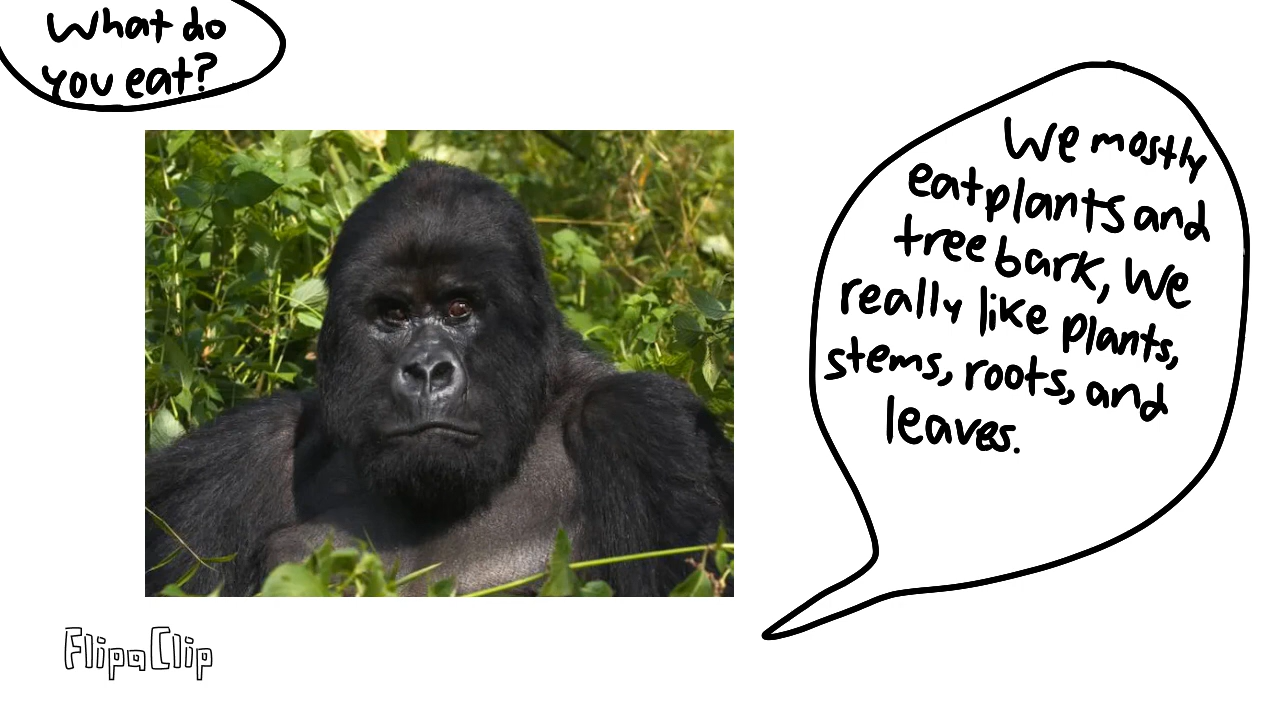 What do
you eat?
We mostly
eat plants and
tree bark, We
really like plants,
stems, roots, and
leaves.
FlipaClip